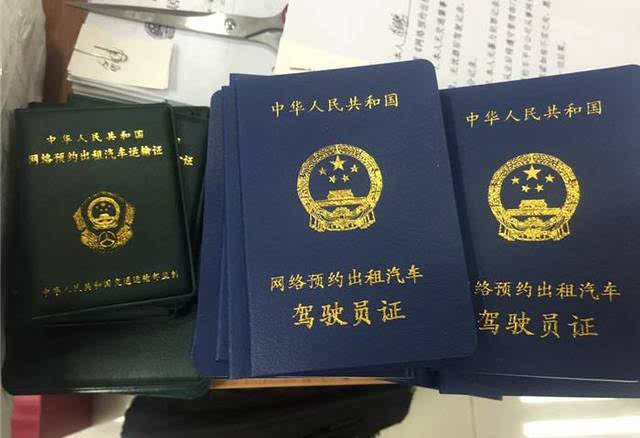 中华人民共和国
网络预约出租汽车运输证
中华人民共和国交通运输部监制
中华人民共和国
网络预约出租汽车
驾驶员证
中华人民共和国
网络预约出租汽车
驾驶员证